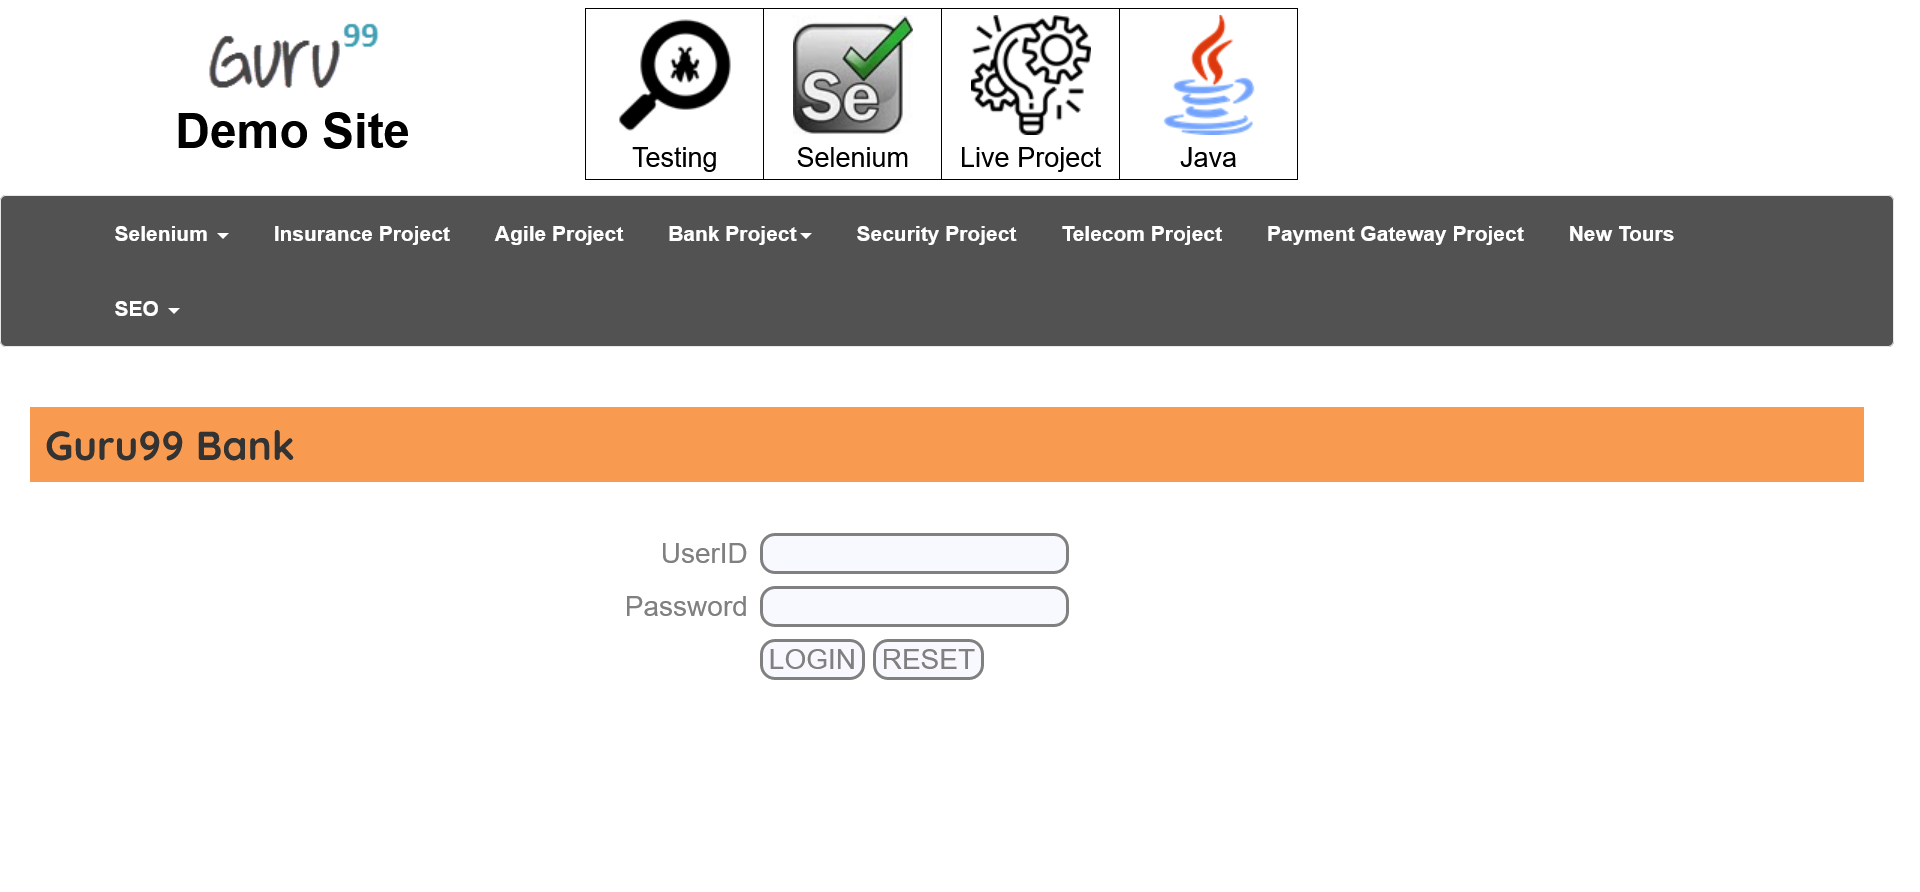 Guru99
Demo Site
Se
Testing
Selenium
Live Project
Java
Selenium
Insurance Project
Agile Project
Bank Project
Security Project
Telecom Project
Payment Gateway Project
New Tours
SEO
Guru99 Bank
UserID
Password
LOGIN
RESET